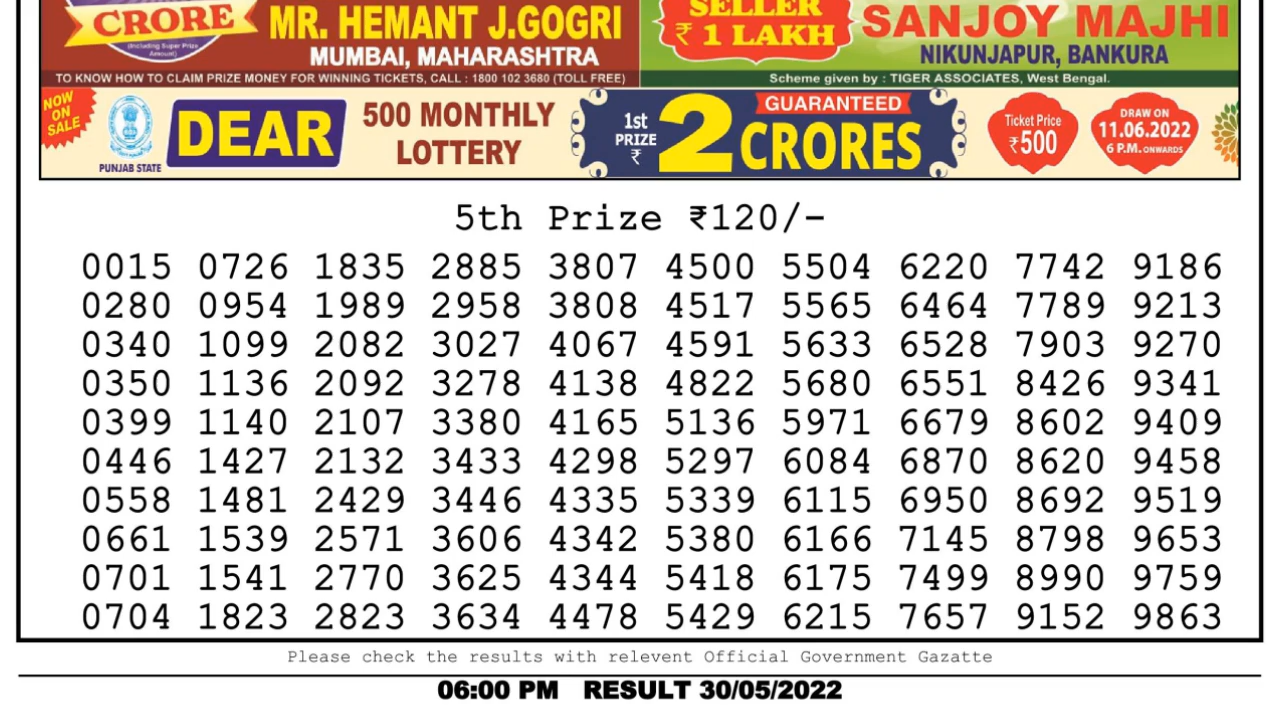 CRORE
(Including Super Prize
Amount)
MR. HEMANT J.GOGRI
MUMBAI, MAHARASHTRA
TO KNOW HOW TO CLAIM PRIZE MONEY FOR WINNING TICKETS, CALL : 1800 102 3680 (TOLL FREE)
SELLER
₹ 1 LAKH
SANJOY MAJHI
NIKUNJAPUR, BANKURA
Scheme given by : TIGER ASSOCIATES, West Bengal.
NOW
ON
SALE
PUNJAB STATE
DEAR
500 MONTHLY
LOTTERY
1st
PRIZE
₹
2
GUARANTEED
CRORES
Ticket Price
₹500
DRAW ON
11.06.2022
6 P.M. ONWARDS
5th Prize ₹120/-
0015 0726 1835 2885 3807 4500 5504 6220 7742 9186
0280 0954 1989 2958 3808 4517 5565 6464 7789 9213
0340 1099 2082 3027 4067 4591 5633 6528 7903 9270
0350 1136 2092 3278 4138 4822 5680 6551 8426 9341
0399 1140 2107 3380 4165 5136 5971 6679 8602 9409
0446 1427 2132 3433 4298 5297 6084 6870 8620 9458
0558 1481 2429 3446 4335 5339 6115 6950 8692 9519
0661 1539 2571 3606 4342 5380 6166 7145 8798 9653
0701 1541 2770 3625 4344 5418 6175 7499 8990 9759
0704 1823 2823 3634 4478 5429 6215 7657 9152 9863
Please check the results with relevent Official Government Gazatte
06:00 PM RESULT 30/05/2022